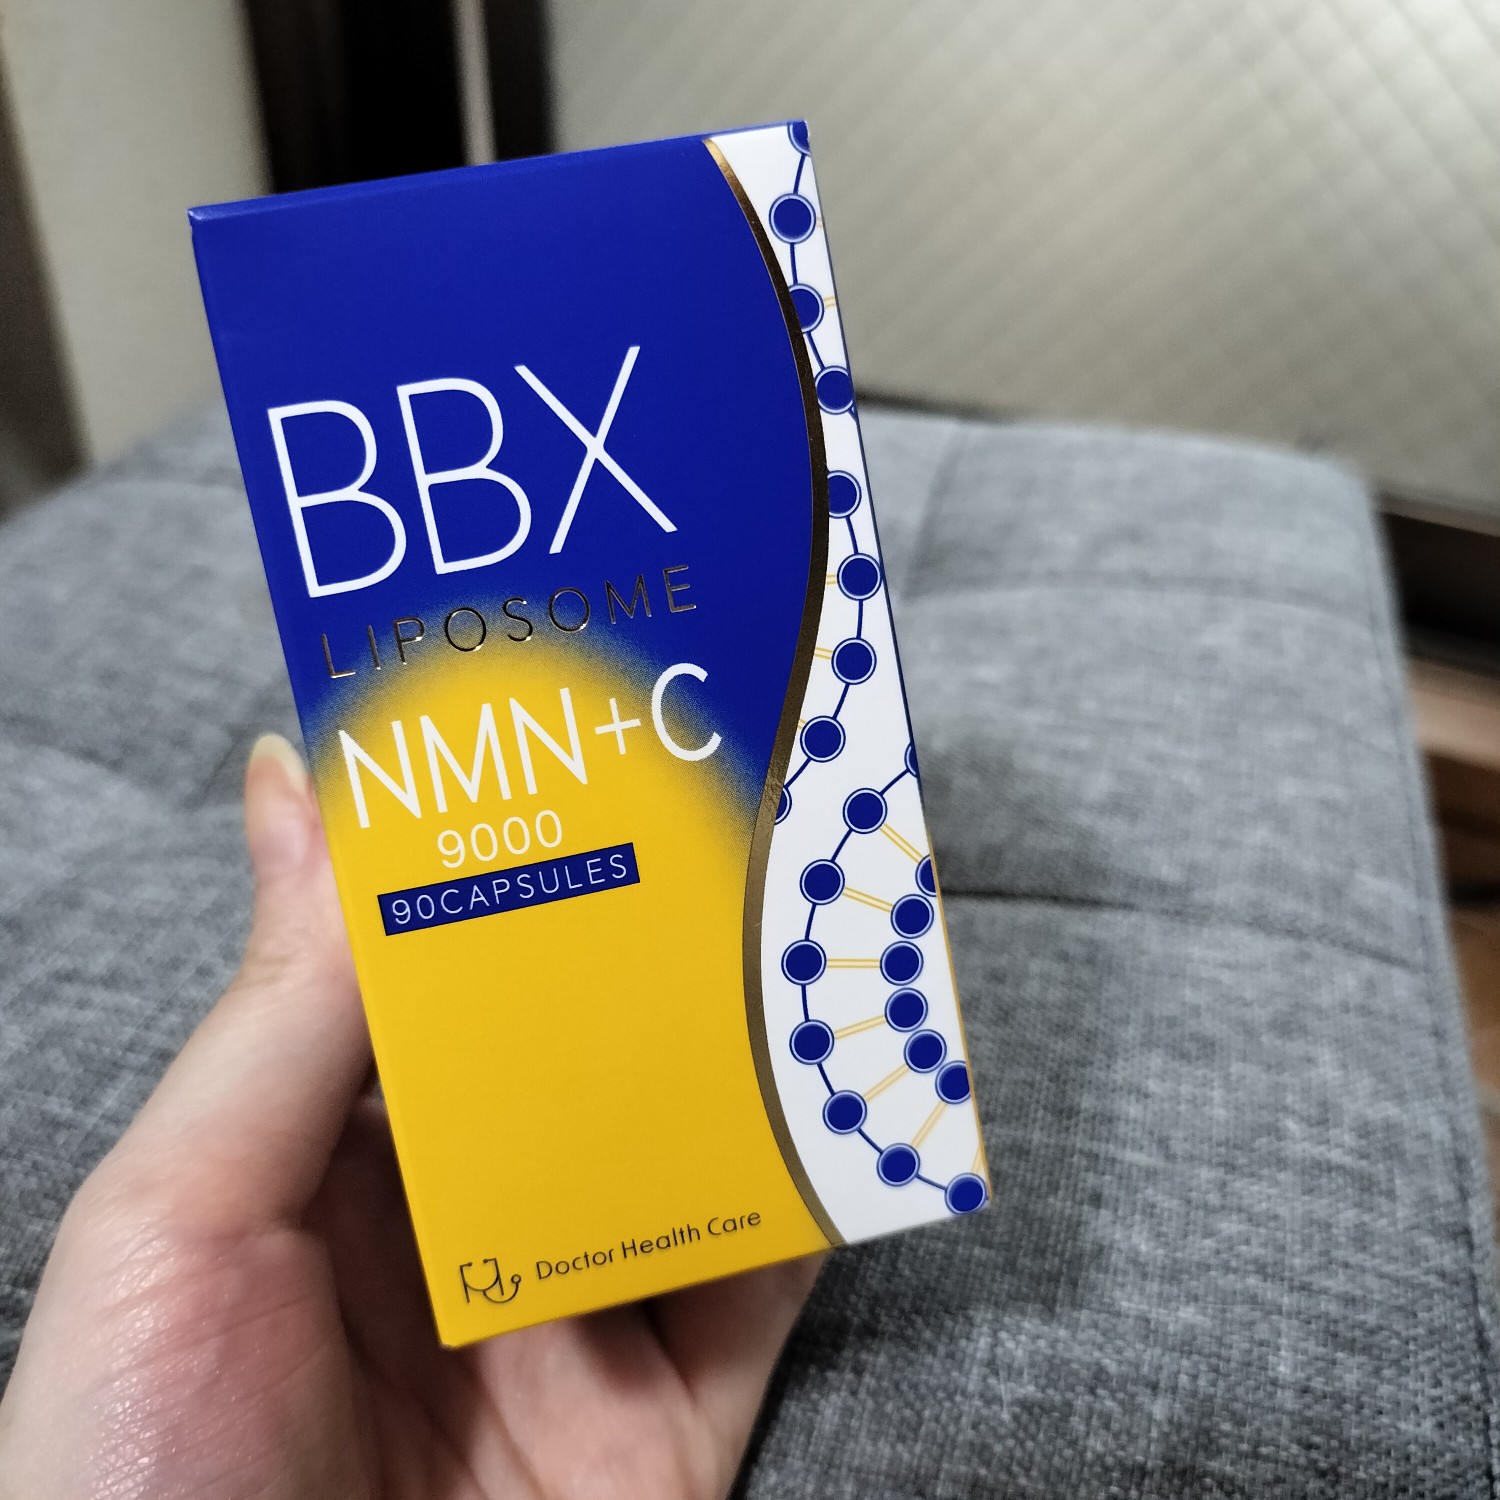 BBX
LIPOSOME
NMN+C
9000
90CAPSULES
Doctor Health Care